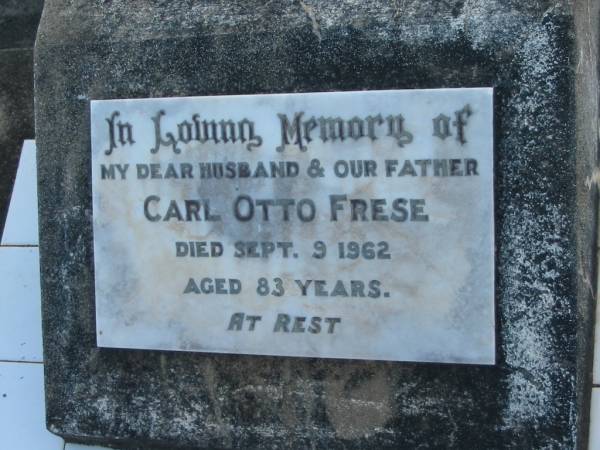 In Loving Memory of
MY DEAR HUSBAND & OUR FATHER
CARL OTTO FRESE
DIED SEPT. 9 1962
AGED 83 YEARS.
AT REST